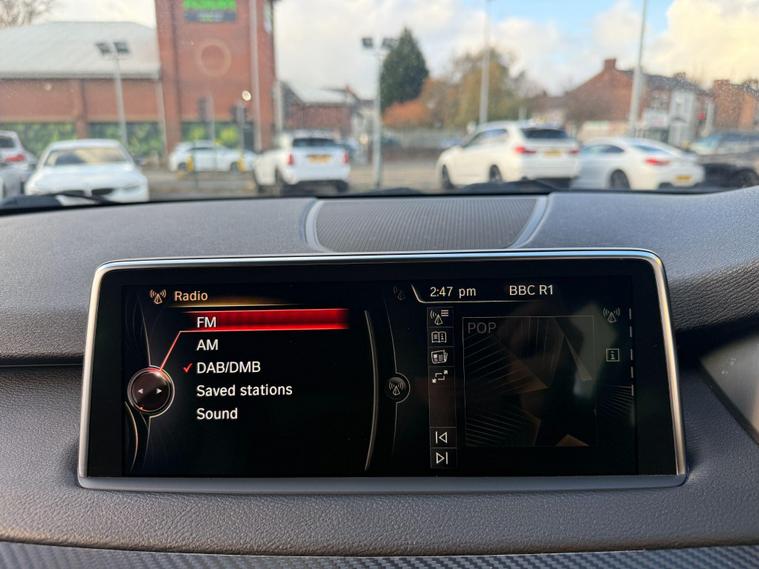 Radio
FM
AM
DAB/DMB
Saved stations
Sound
2:47 pm
BBC R1
POP